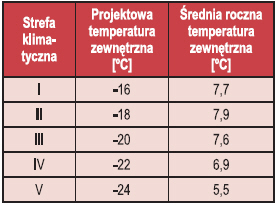 Strefa klima-tyczna | Projektowa temperatura zewnętrzna [°C] | Średnia roczna temperatura zewnętrzna [°C]
I | –16 | 7,7
II | –18 | 7,9
III | –20 | 7,6
IV | –22 | 6,9
V | –24 | 5,5